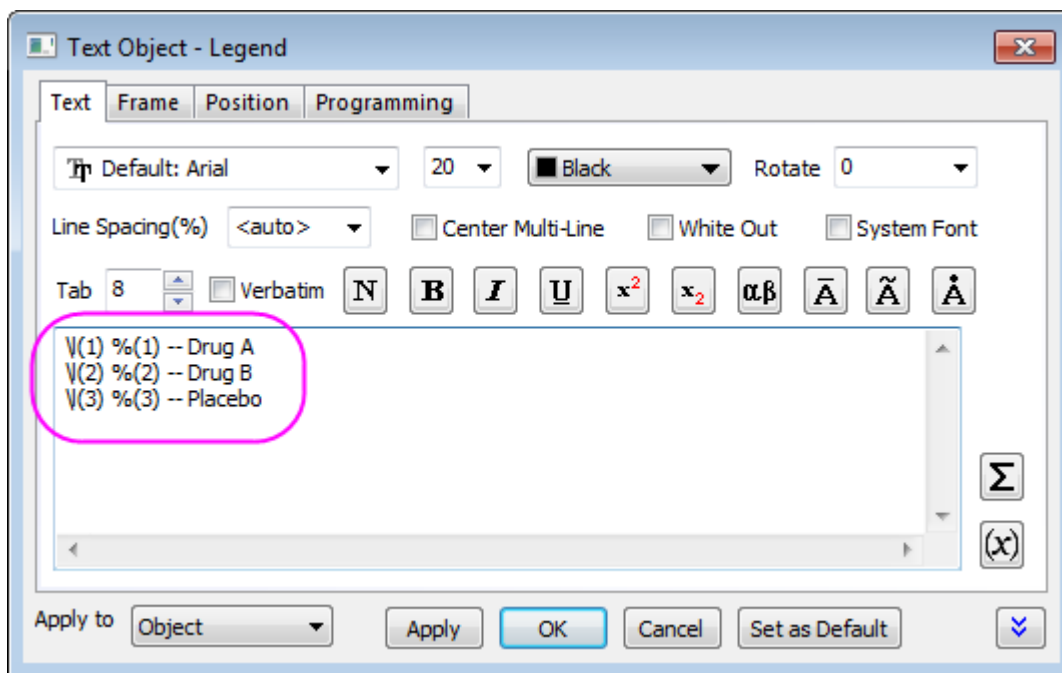 Text Object - Legend
Text Frame Position Programming
Default: Arial 20 Black Rotate 0
Line Spacing(%) <auto> Center Multi-Line White Out System Font
Tab 8 Verbatim N B I U x² x₂ αβ Ā Ã Å
\l(1) %(1) -- Drug A
\l(2) %(2) -- Drug B
\l(3) %(3) -- Placebo
Σ
(x)
Apply to Object Apply OK Cancel Set as Default